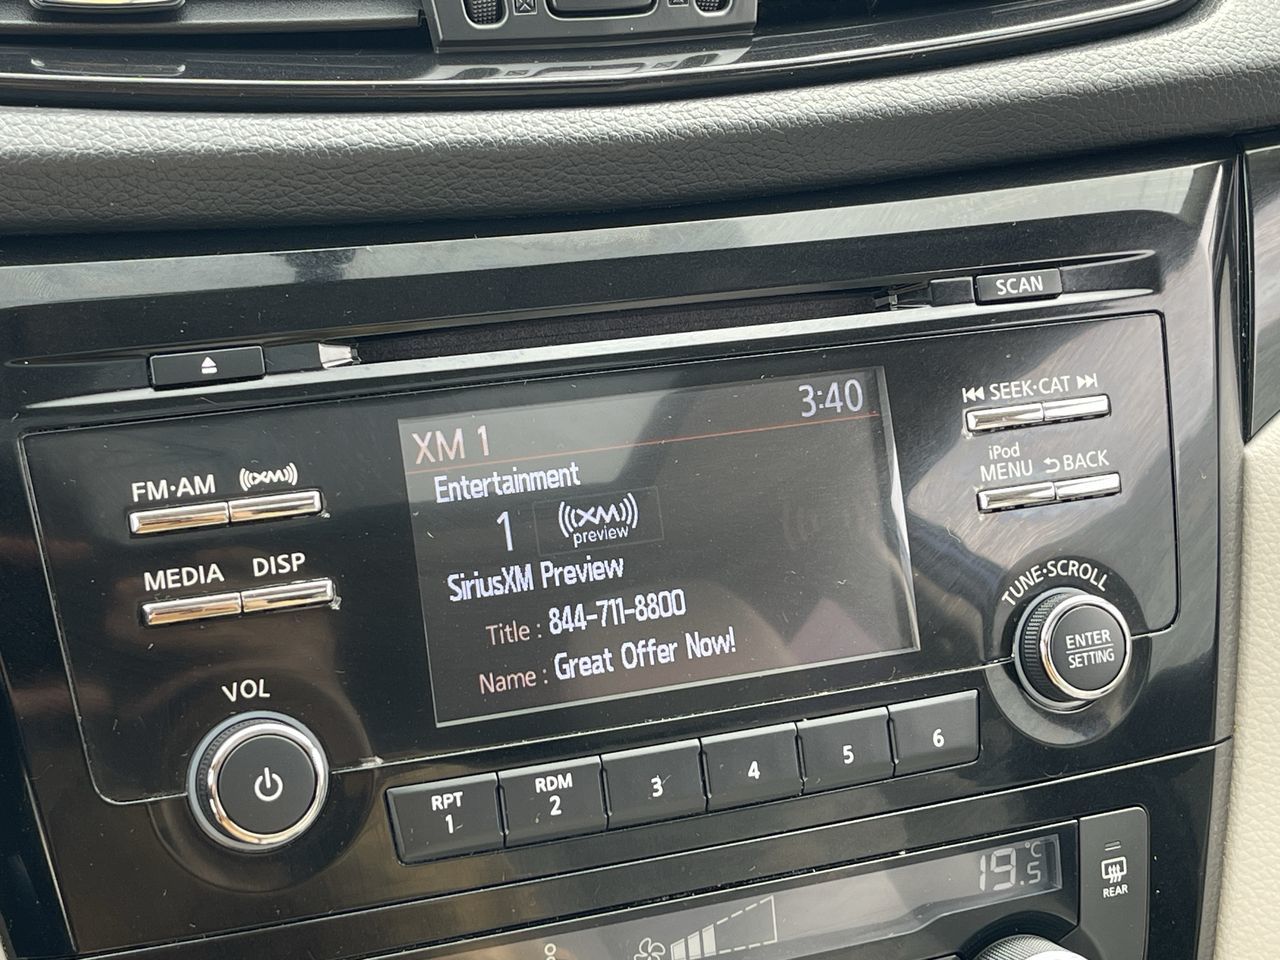 SCAN
3:40
XM 1
Entertainment
1 ((XM)) preview
SiriusXM Preview
Title : 844-711-8800
Name : Great Offer Now!
FM·AM ((XM))
MEDIA DISP
VOL
SEEK·CAT
iPod
MENU BACK
TUNE·SCROLL
ENTER
SETTING
RPT 1
RDM 2
3
4
5
6
19.5°C
REAR